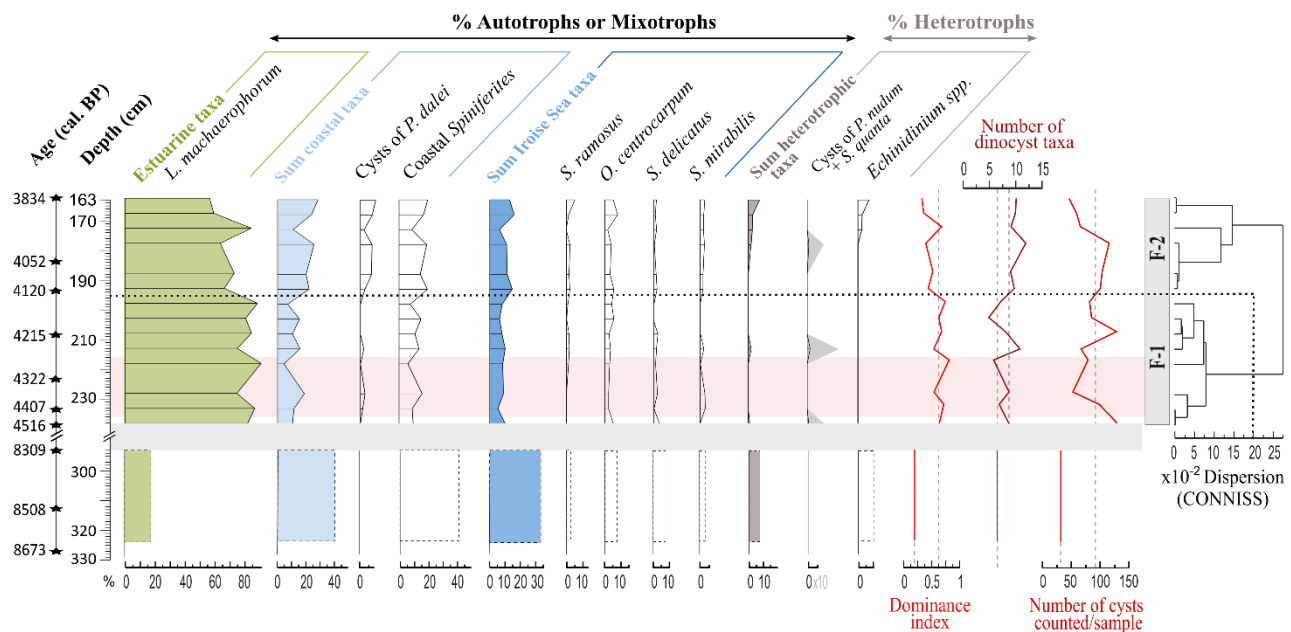 % Autotrophs or Mixotrophs
% Heterotrophs
Age (cal. BP)
Depth (cm)
Estuarine taxa
L. machaerophorum
Sum coastal taxa
Cysts of P. dalei
Coastal Spiniferites
Sum Iroise Sea taxa
S. ramosus
O. centrocarpum
S. delicatus
S. mirabilis
Sum heterotrophic
taxa
Cysts of P. nudum
+ S. quanta
Echinidinium spp.
Number of
dinocyst taxa
0 5 10 15
3834
4052
4120
4215
4322
4407
4516
8309
8508
8673
163
170
190
210
230
300
320
330
F-2
F-1
% 0 20 40 60 80
0 20 40
0
0 20 40
0 10 20 30
0 10
0 10
0 10
0
0 10
0 x10
0
0 0,5 1
0 50 100 150
Dominance
index
Number of cysts
counted/sample
0 5 10 15 20 25
x10-2 Dispersion
(CONNISS)